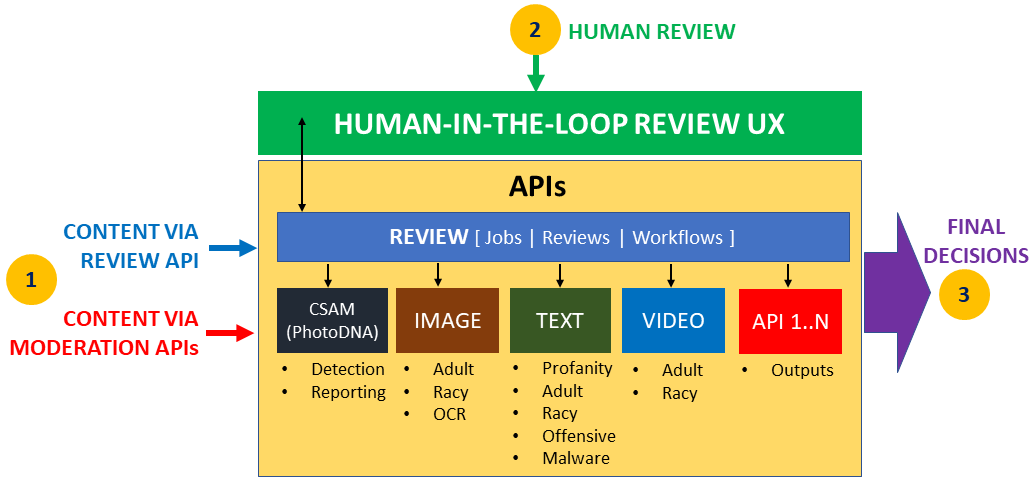 2 HUMAN REVIEW
HUMAN-IN-THE-LOOP REVIEW UX
APIs
REVIEW [ Jobs | Reviews | Workflows ]
1
CONTENT VIA
REVIEW API
CONTENT VIA
MODERATION APIs
CSAM
(PhotoDNA)
• Detection
• Reporting
IMAGE
• Adult
• Racy
• OCR
TEXT
• Profanity
• Adult
• Racy
• Offensive
• Malware
VIDEO
• Adult
• Racy
API 1..N
• Outputs
FINAL
DECISIONS
3